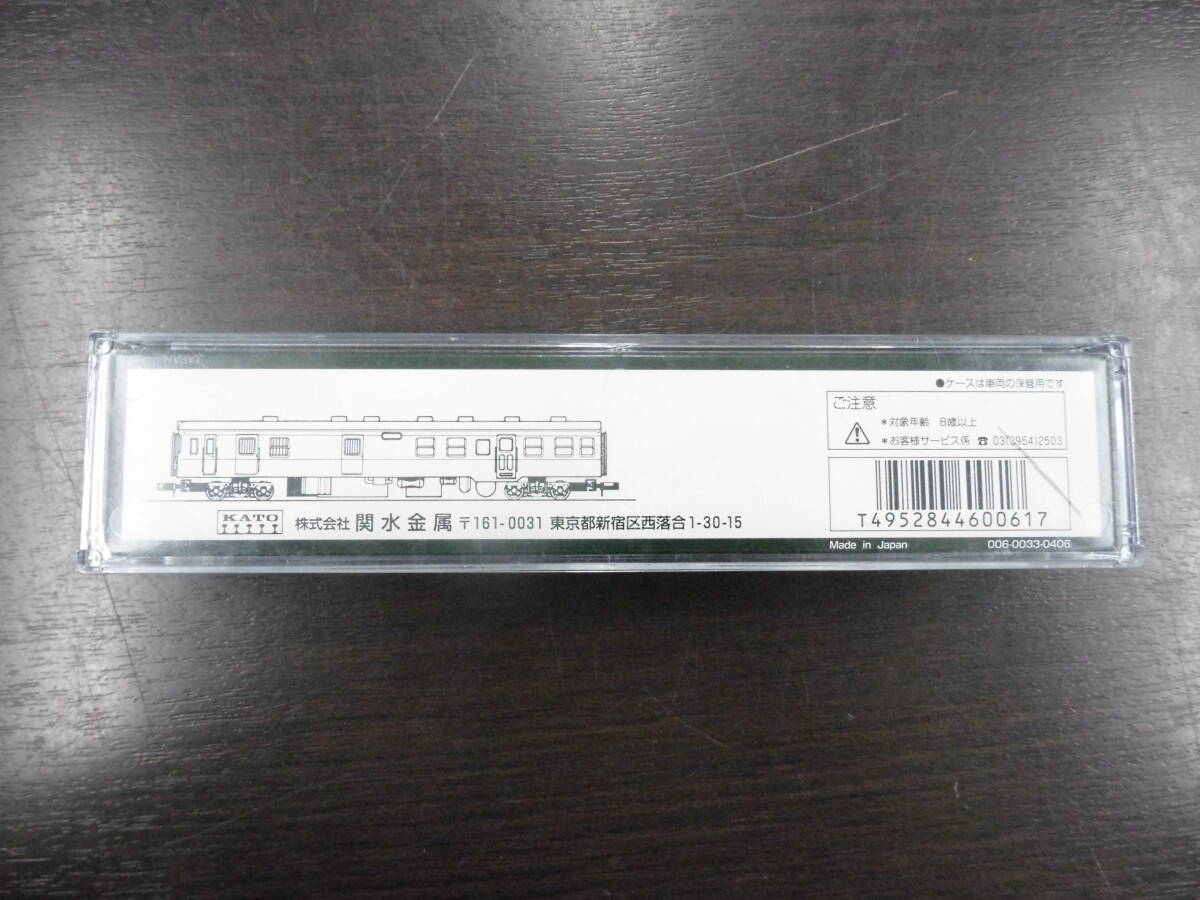 JAPAN
●ケースは車両の保管用です
ご注意
*対象年齢 8歳以上
*お客様サービス係 ☎ 03(3954)2503
T4952844600617
KATO
株式会社 関水金属 〒161-0031 東京都新宿区西落合1-30-15
Made in Japan 006-0033-0406